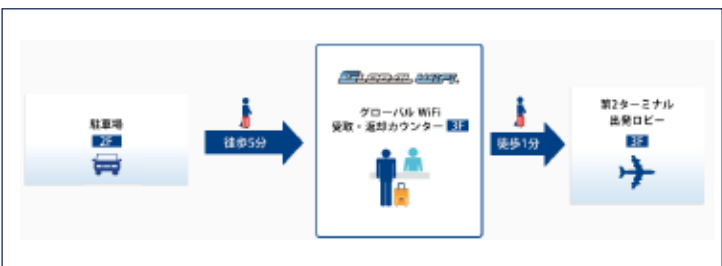 駐車場
2F
徒歩5分
GLOBAL WiFi.
グローバル WiFi
受取・返却カウンター 3F
徒歩1分
第2ターミナル
出発ロビー
3F